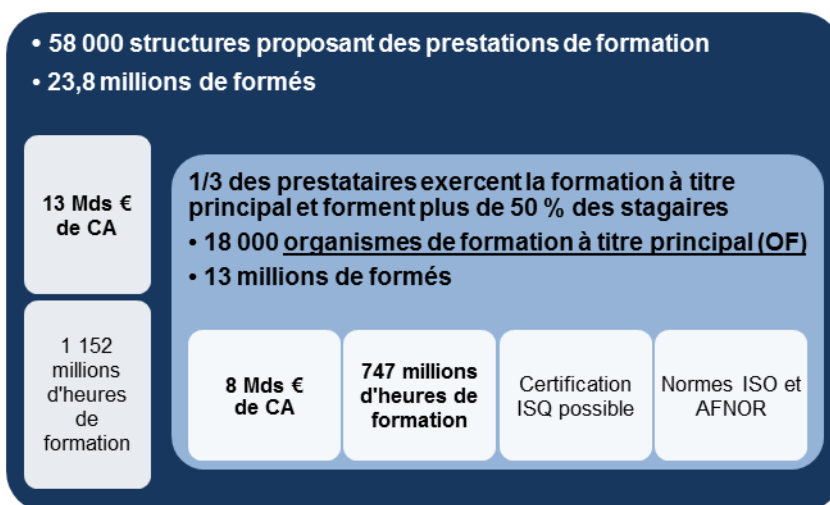 • 58 000 structures proposant des prestations de formation
• 23,8 millions de formés
13 Mds €
de CA
1 152
millions
d'heures
de
formation
1/3 des prestataires exercent la formation à titre
principal et forment plus de 50 % des stagaires
• 18 000 organismes de formation à titre principal (OF)
• 13 millions de formés
8 Mds €
de CA
747 millions
d'heures de
formation
Certification
ISQ possible
Normes ISO et
AFNOR